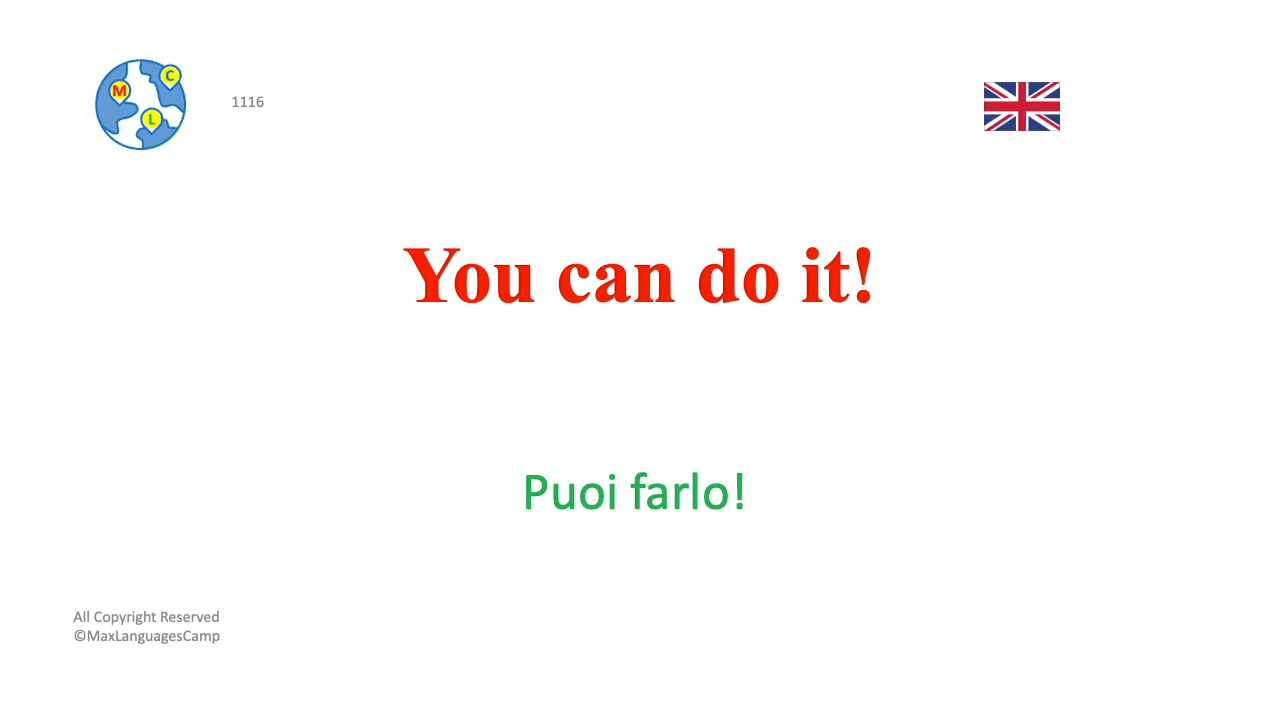 M
C
L
1116
You can do it!
Puoi farlo!
All Copyright Reserved
©MaxLanguagesCamp